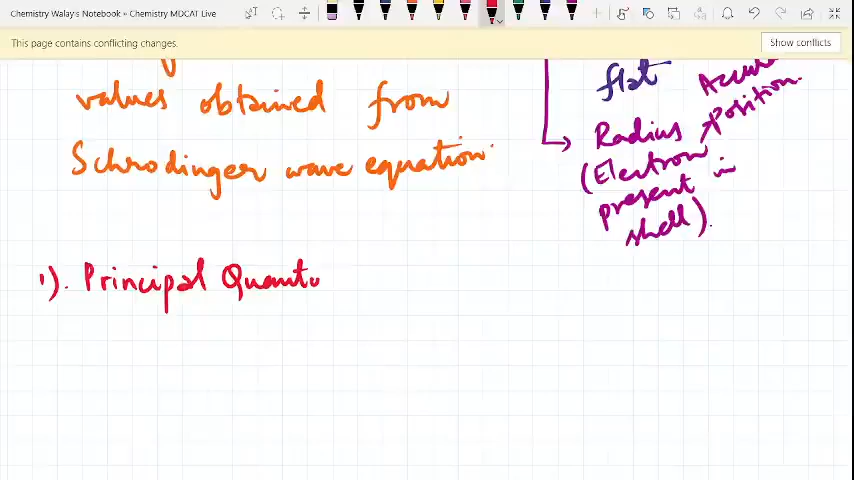 Chemistry Walay's Notebook » Chemistry MDCAT Live
This page contains conflicting changes.
Show conflicts
values obtained from
Schrodinger wave equation.
flat
Position.
Radius
(Electron
present in
shell).
1). Principal Quantu